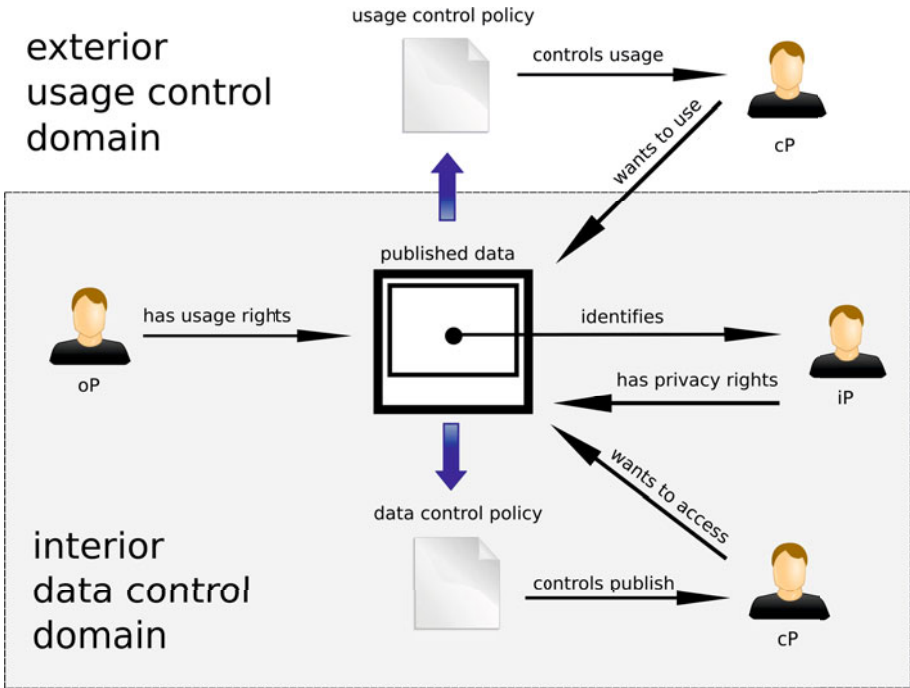 usage control policy
exterior
usage control
domain
controls usage
cP
wants to use
published data
has usage rights
oP
identifies
has privacy rights
iP
wants to access
data control policy
interior
data control
domain
controls publish
cP